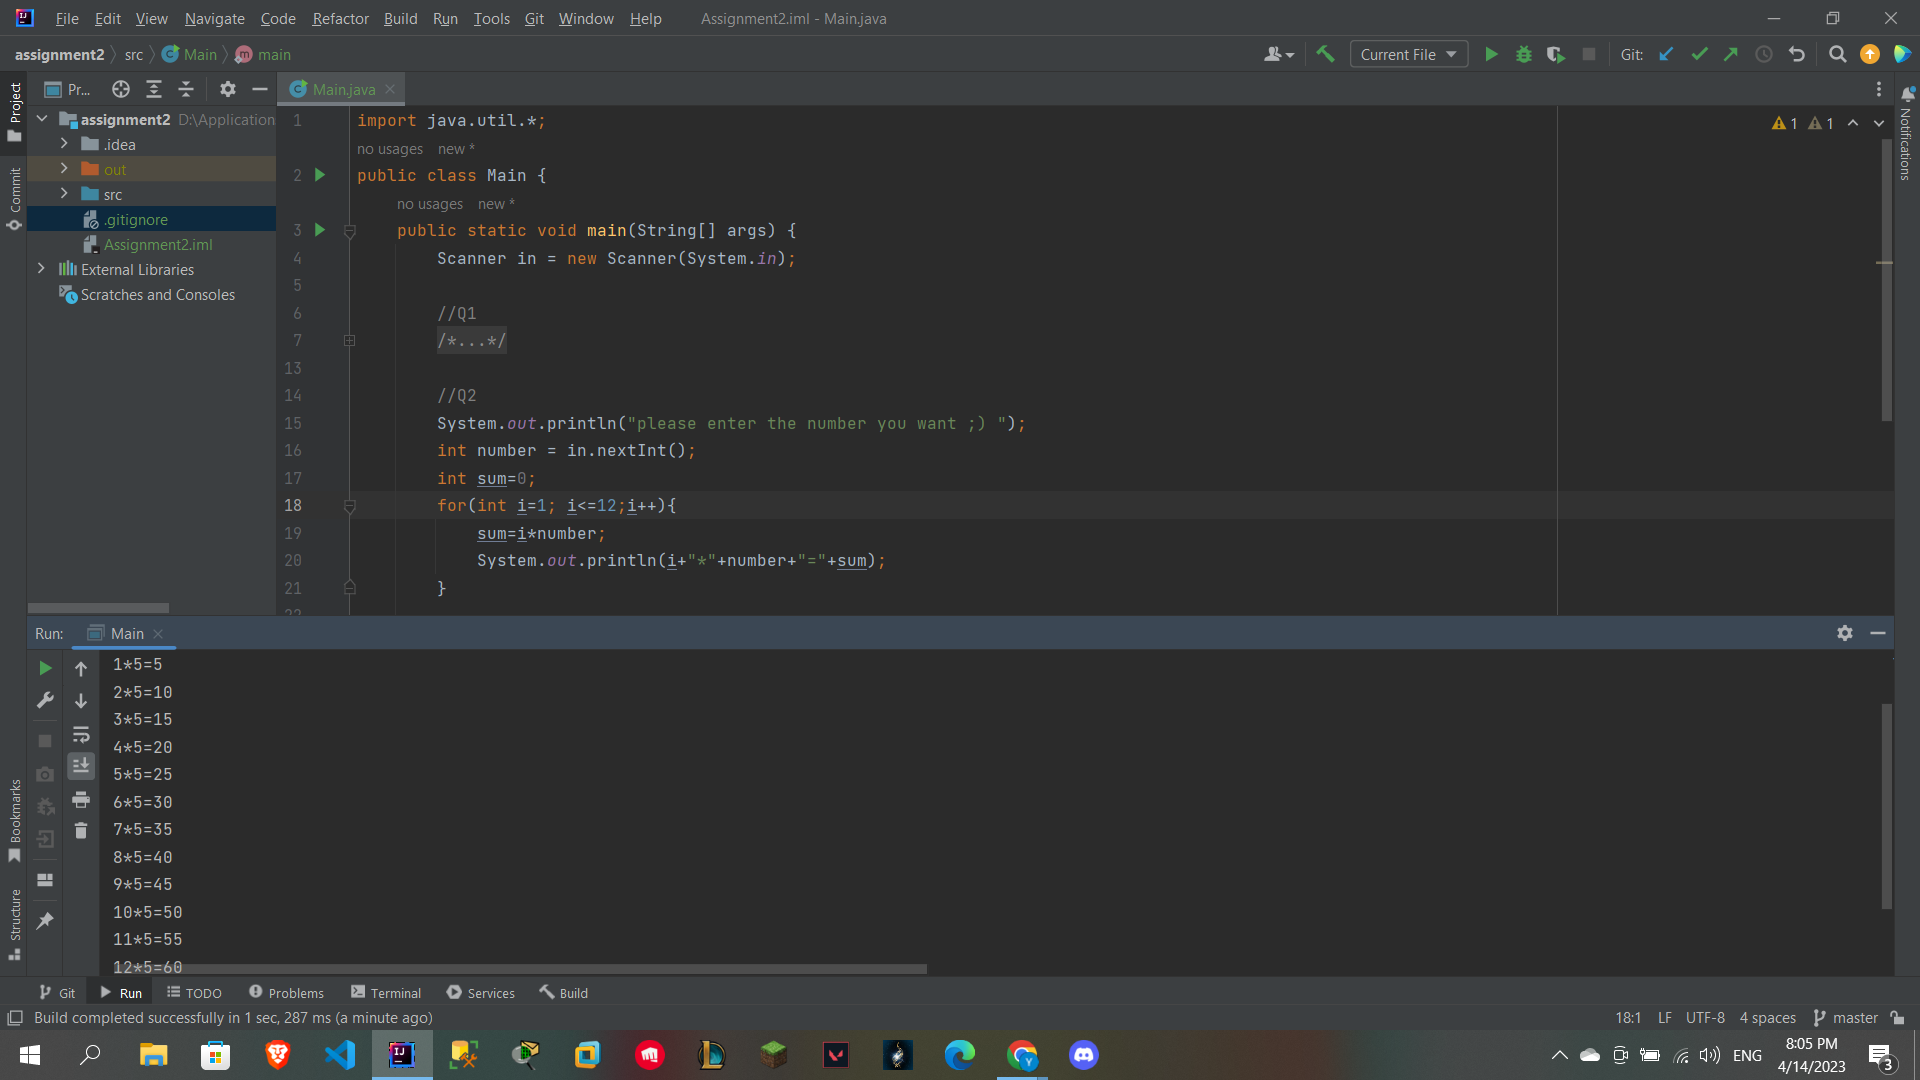 File Edit View Navigate Code Refactor Build Run Tools Git Window Help Assignment2.iml - Main.java
assignment2 src Main main Current File Git:
Pr... Main.java
Project
Commit
Bookmarks
Structure
Notifications
assignment2 D:\Application
.idea
out
src
.gitignore
Assignment2.iml
External Libraries
Scratches and Consoles
1 import java.util.*;
1 1
no usages new *
2 public class Main {
no usages new *
3 public static void main(String[] args) {
4 Scanner in = new Scanner(System.in);
5
6 //Q1
7 /*...*/
13
14 //Q2
15 System.out.println("please enter the number you want ;) ");
16 int number = in.nextInt();
17 int sum=0;
18 for(int i=1; i<=12;i++){
19 sum=i*number;
20 System.out.println(i+"*"+number+"="+sum);
21 }
22
Run: Main
1*5=5
2*5=10
3*5=15
4*5=20
5*5=25
6*5=30
7*5=35
8*5=40
9*5=45
10*5=50
11*5=55
12*5=60
Git Run TODO Problems Terminal Services Build
Build completed successfully in 1 sec, 287 ms (a minute ago) 18:1 LF UTF-8 4 spaces master
ENG 8:05 PM
4/14/2023 3